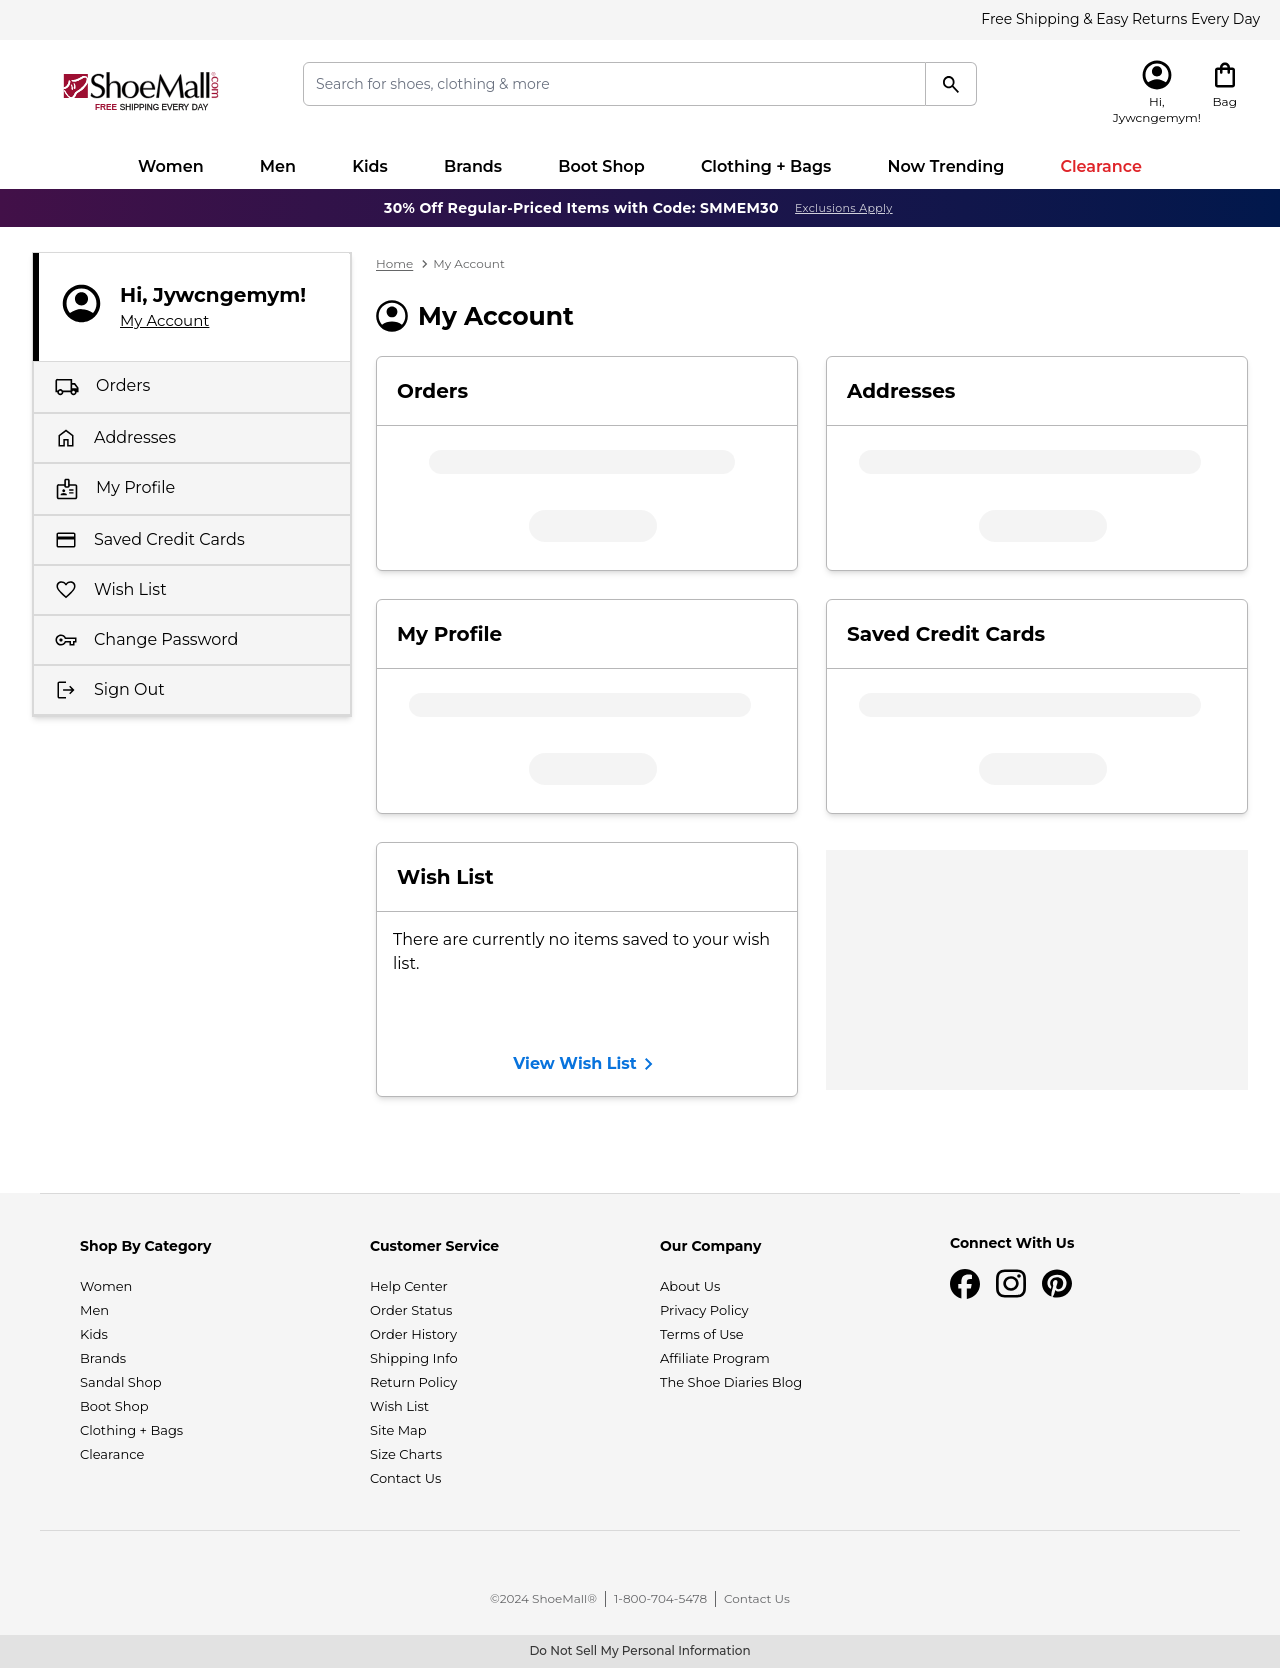 Free Shipping & Easy Returns Every Day
ShoeMall®.com
FREE SHIPPING EVERY DAY
Search for shoes, clothing & more
Hi,
Jywcngemym!
Bag
Women Men Kids Brands Boot Shop Clothing + Bags Now Trending Clearance
30% Off Regular-Priced Items with Code: SMMEM30 Exclusions Apply
Hi, Jywcngemym!
My Account
Orders
Addresses
My Profile
Saved Credit Cards
Wish List
Change Password
Sign Out
Home > My Account
My Account
Orders
Addresses
My Profile
Saved Credit Cards
Wish List
There are currently no items saved to your wish
list.
View Wish List
Shop By Category
Women
Men
Kids
Brands
Sandal Shop
Boot Shop
Clothing + Bags
Clearance
Customer Service
Help Center
Order Status
Order History
Shipping Info
Return Policy
Wish List
Site Map
Size Charts
Contact Us
Our Company
About Us
Privacy Policy
Terms of Use
Affiliate Program
The Shoe Diaries Blog
Connect With Us
©2024 ShoeMall® | 1-800-704-5478 | Contact Us
Do Not Sell My Personal Information